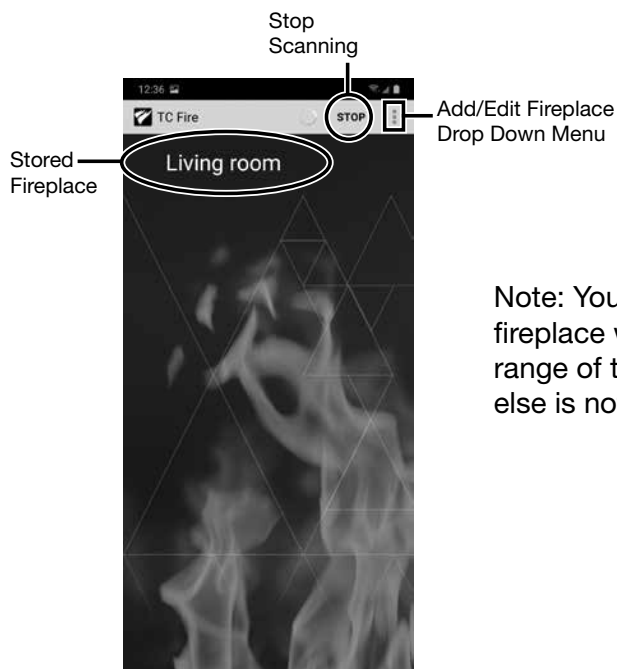 Stop
Scanning
12:36
TC Fire
STOP
Add/Edit Fireplace
Drop Down Menu
Stored
Fireplace
Living room
Note: You
fireplace
range of
else is